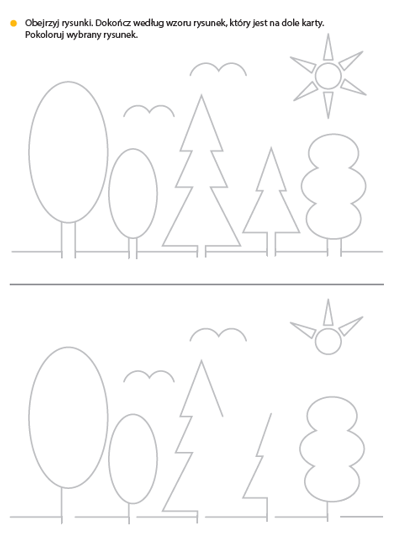 Obejrzyj rysunki. Dokończ według wzoru rysunek, który jest na dole karty.
Pokoloruj wybrany rysunek.